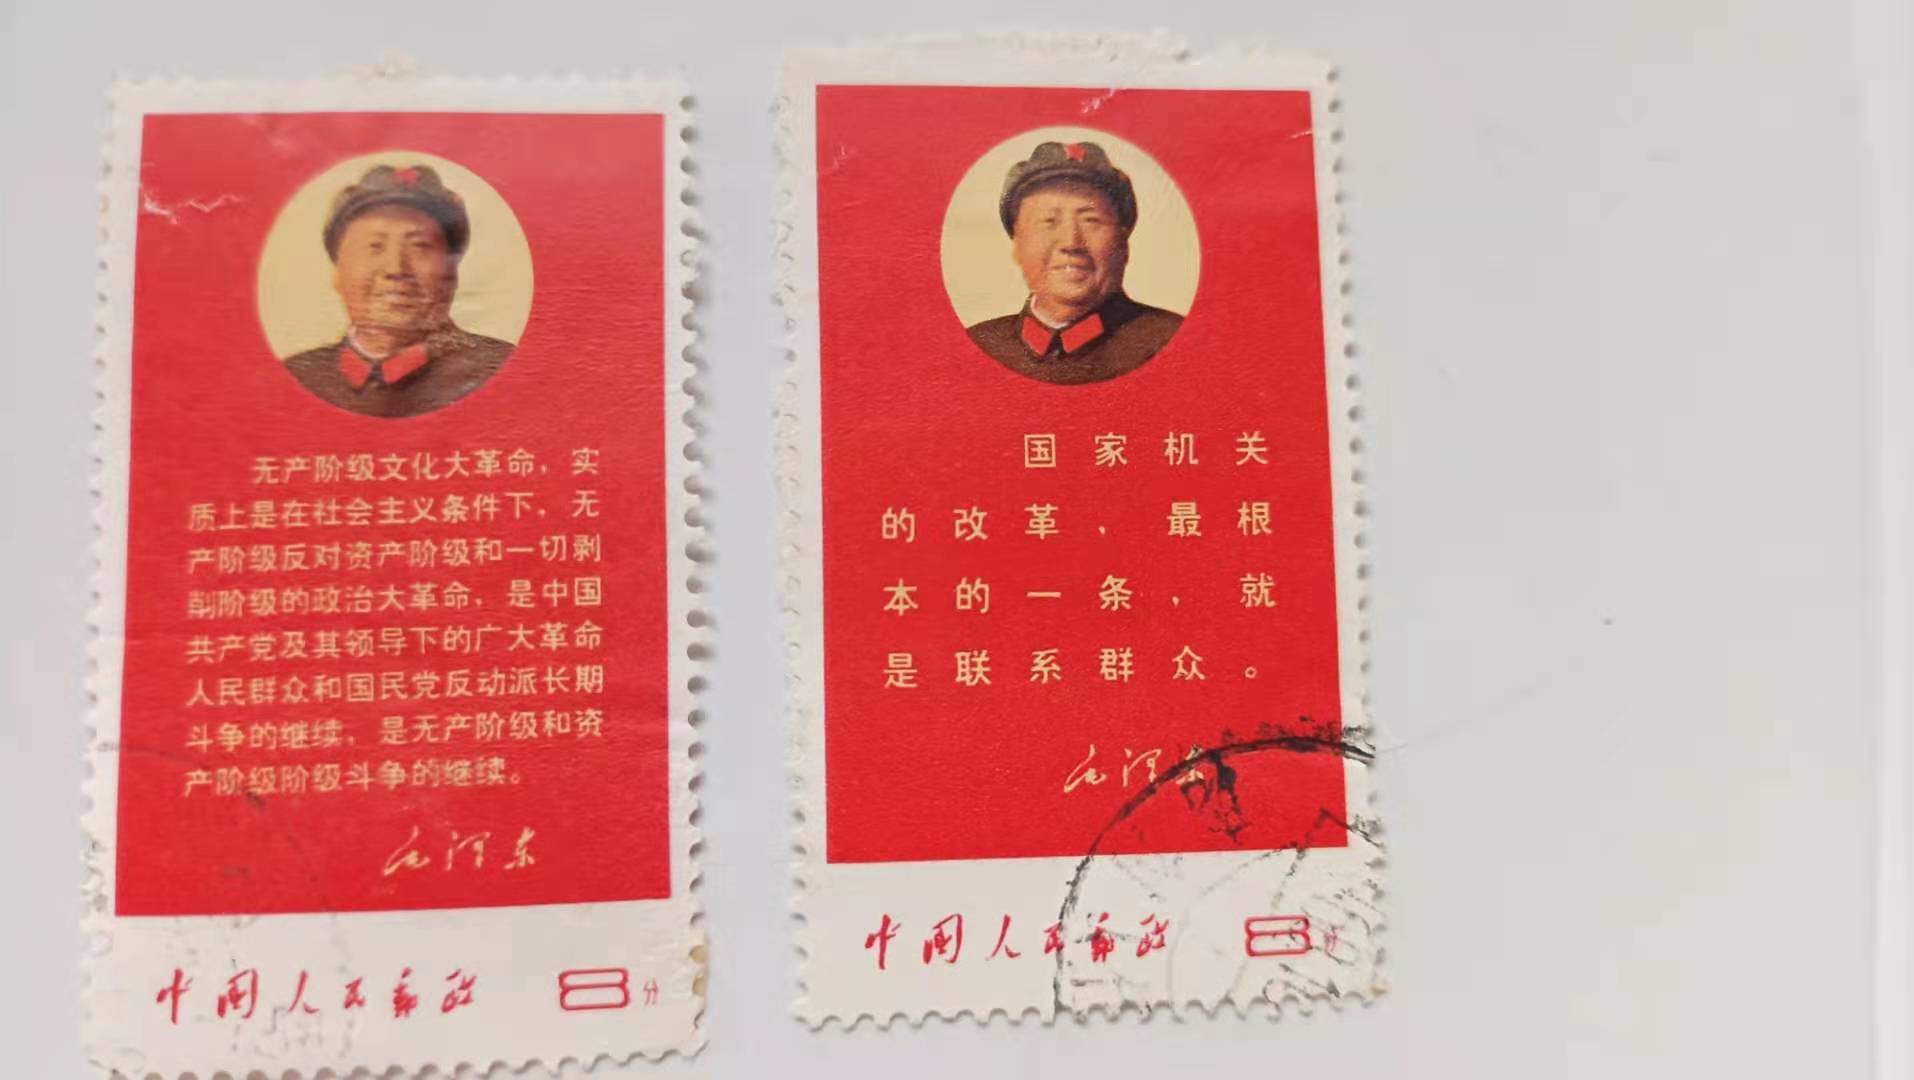 无产阶级文化大革命，实
质上是在社会主义条件下，无
产阶级反对资产阶级和一切剥
削阶级的政治大革命，是中国
共产党及其领导下的广大革命
人民群众和国民党反动派长期
斗争的继续，是无产阶级和资
产阶级阶级斗争的继续。
毛泽东
中国人民邮政 8分
国家机关
的改革，最根
本的一条，就
是联系群众。
毛泽东
中国人民邮政 8分